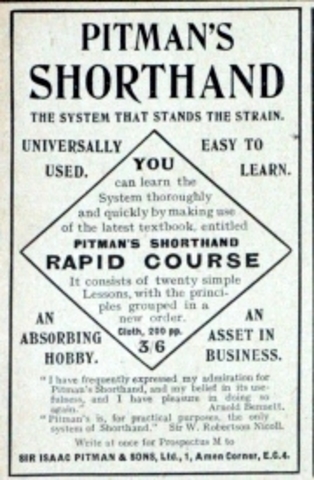 PITMAN'S
SHORTHAND
THE SYSTEM THAT STANDS THE STRAIN.
UNIVERSALLY
USED.
EASY TO
LEARN.
YOU
can learn the
System thoroughly
and quickly by making use
of the latest textbook, entitled
PITMAN'S SHORTHAND
RAPID COURSE
It consists of twenty simple
Lessons, with the princi-
ples grouped in a
new order.
Cloth, 200 pp.
3/6
AN
ABSORBING
HOBBY.
AN
ASSET IN
BUSINESS.
"I have frequently expressed my admiration for
Pitman's Shorthand, and my belief in its use-
fulness, and I have pleasure in doing so
again." Arnold Bennett.
"Pitman's is, for practical purposes, the only
system of Shorthand." Sir W. Robertson Nicoll.
Write at once for Prospectus M to
SIR ISAAC PITMAN & SONS, Ltd., 1, Amen Corner, E.C.4.